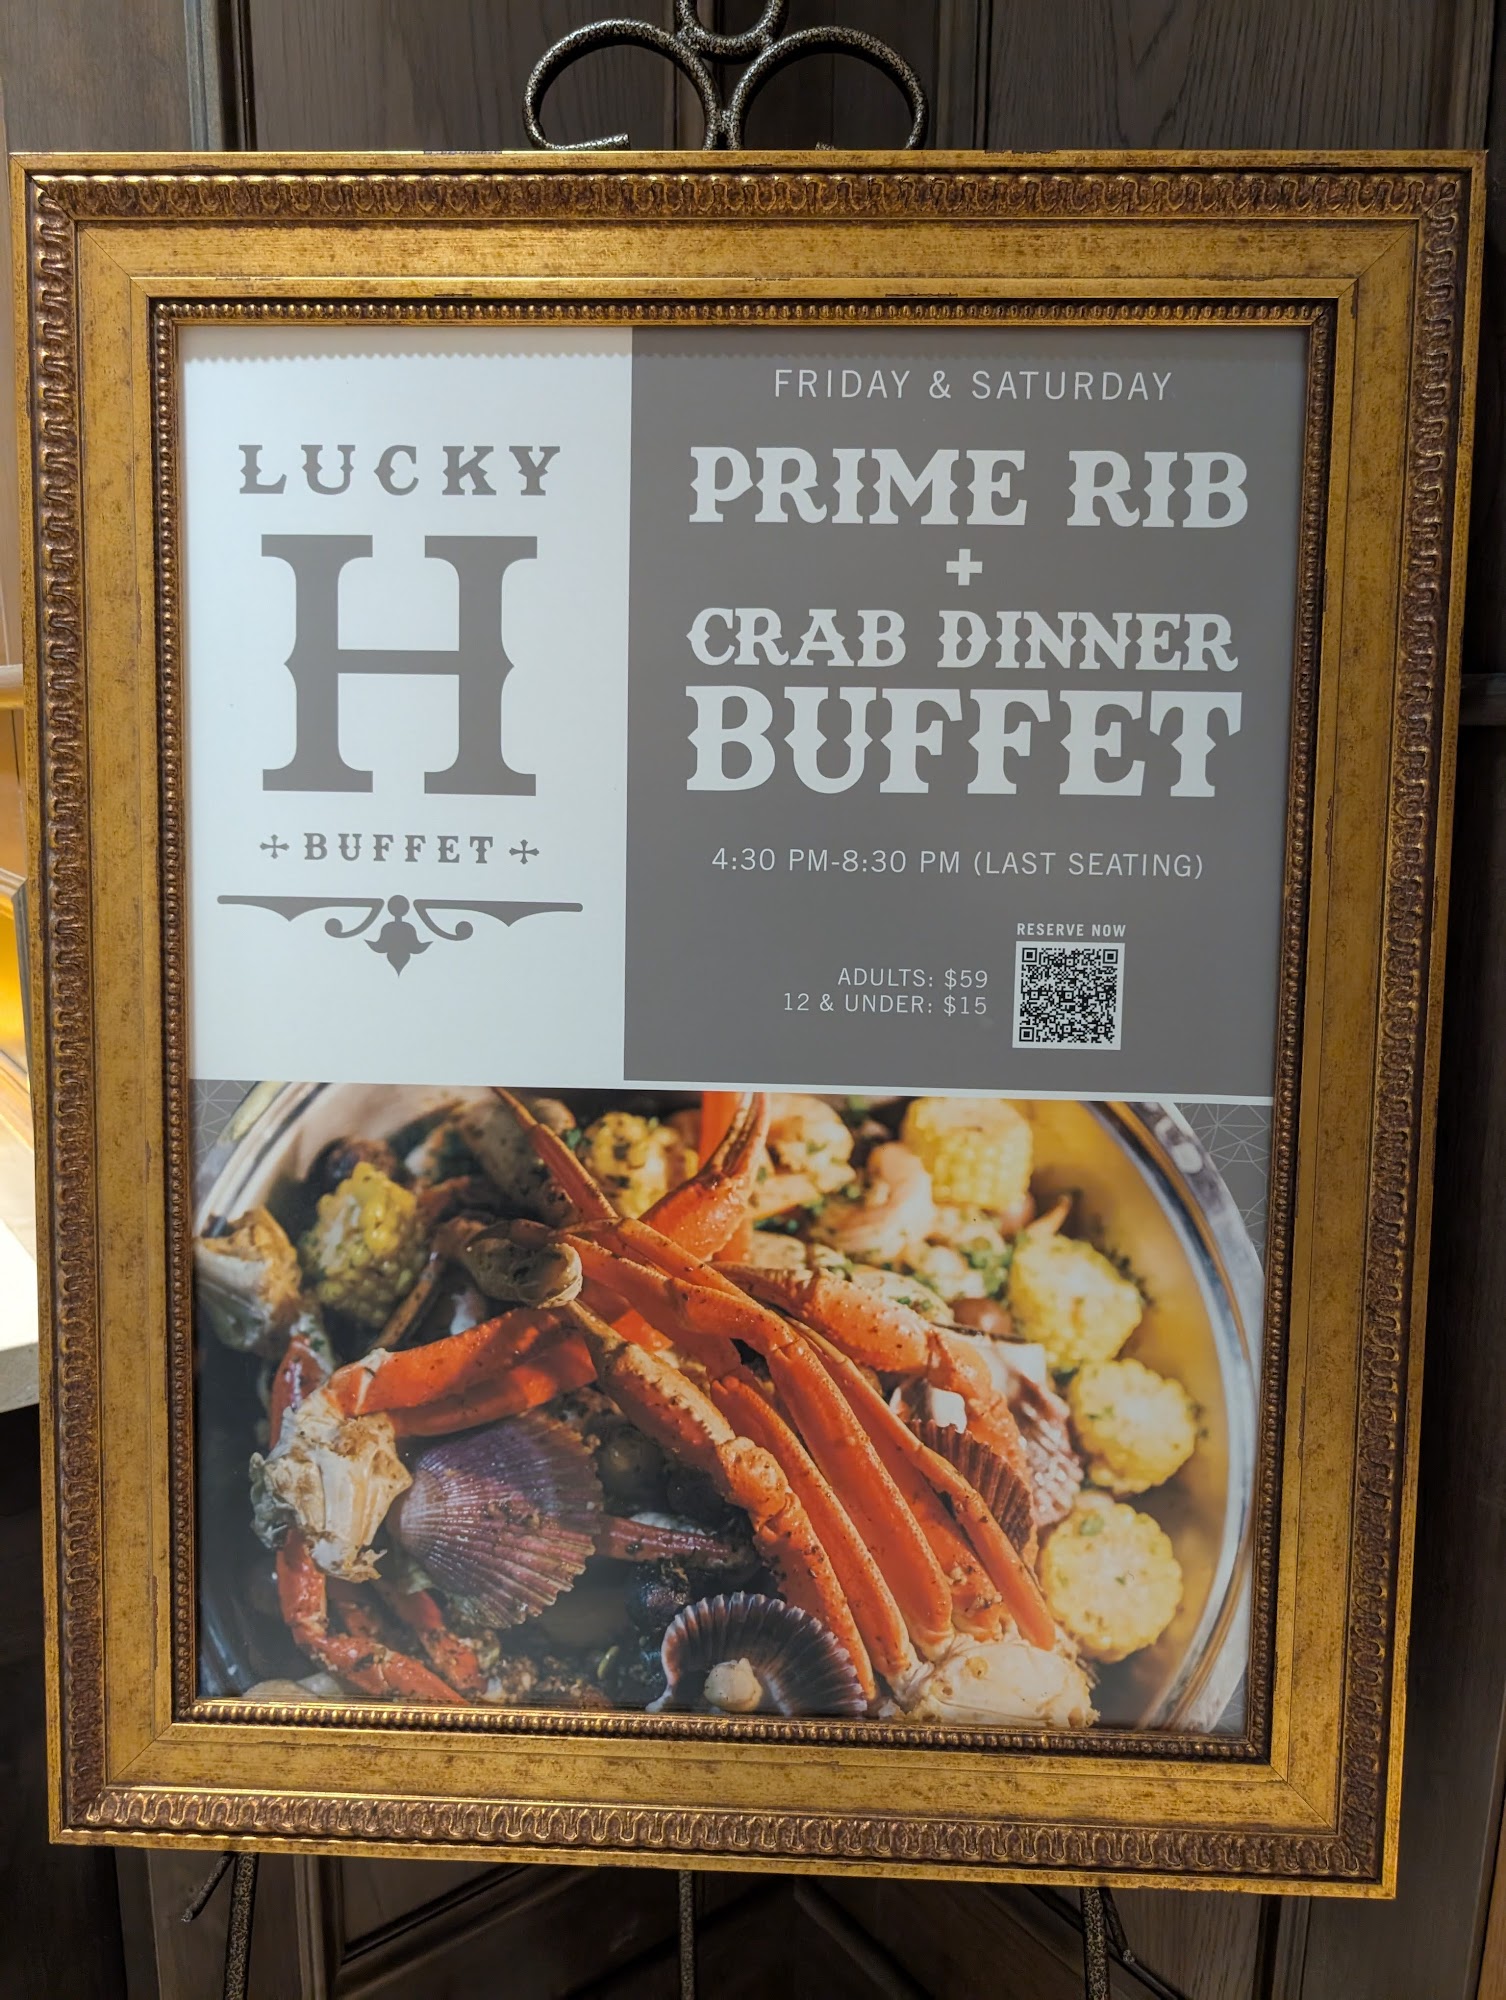 LUCKY
H
BUFFET
FRIDAY & SATURDAY
PRIME RIB
+
CRAB DINNER
BUFFET
4:30 PM-8:30 PM (LAST SEATING)
RESERVE NOW
ADULTS: $59
12 & UNDER: $15